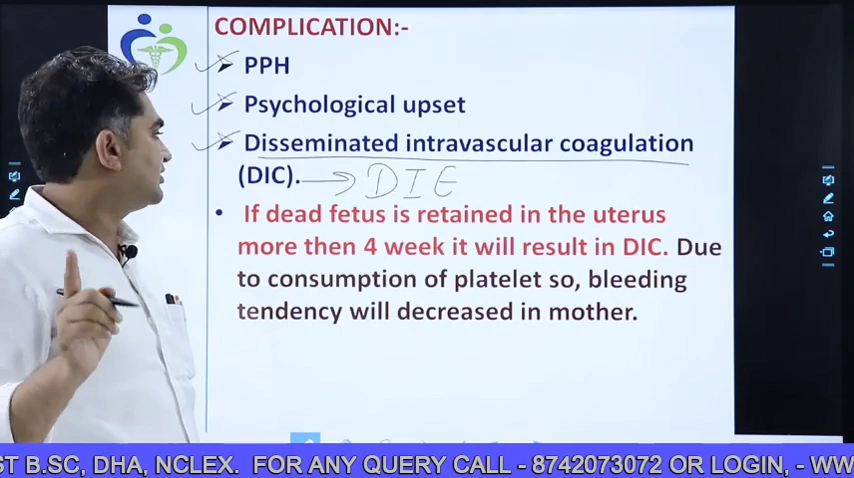 COMPLICATION:-
PPH
Psychological upset
Disseminated intravascular coagulation
(DIC). DIE
If dead fetus is retained in the uterus
more then 4 week it will result in DIC. Due
to consumption of platelet so, bleeding
tendency will decreased in mother.
ST B.SC, DHA, NCLEX. FOR ANY QUERY CALL - 8742073072 OR LOGIN, - WW